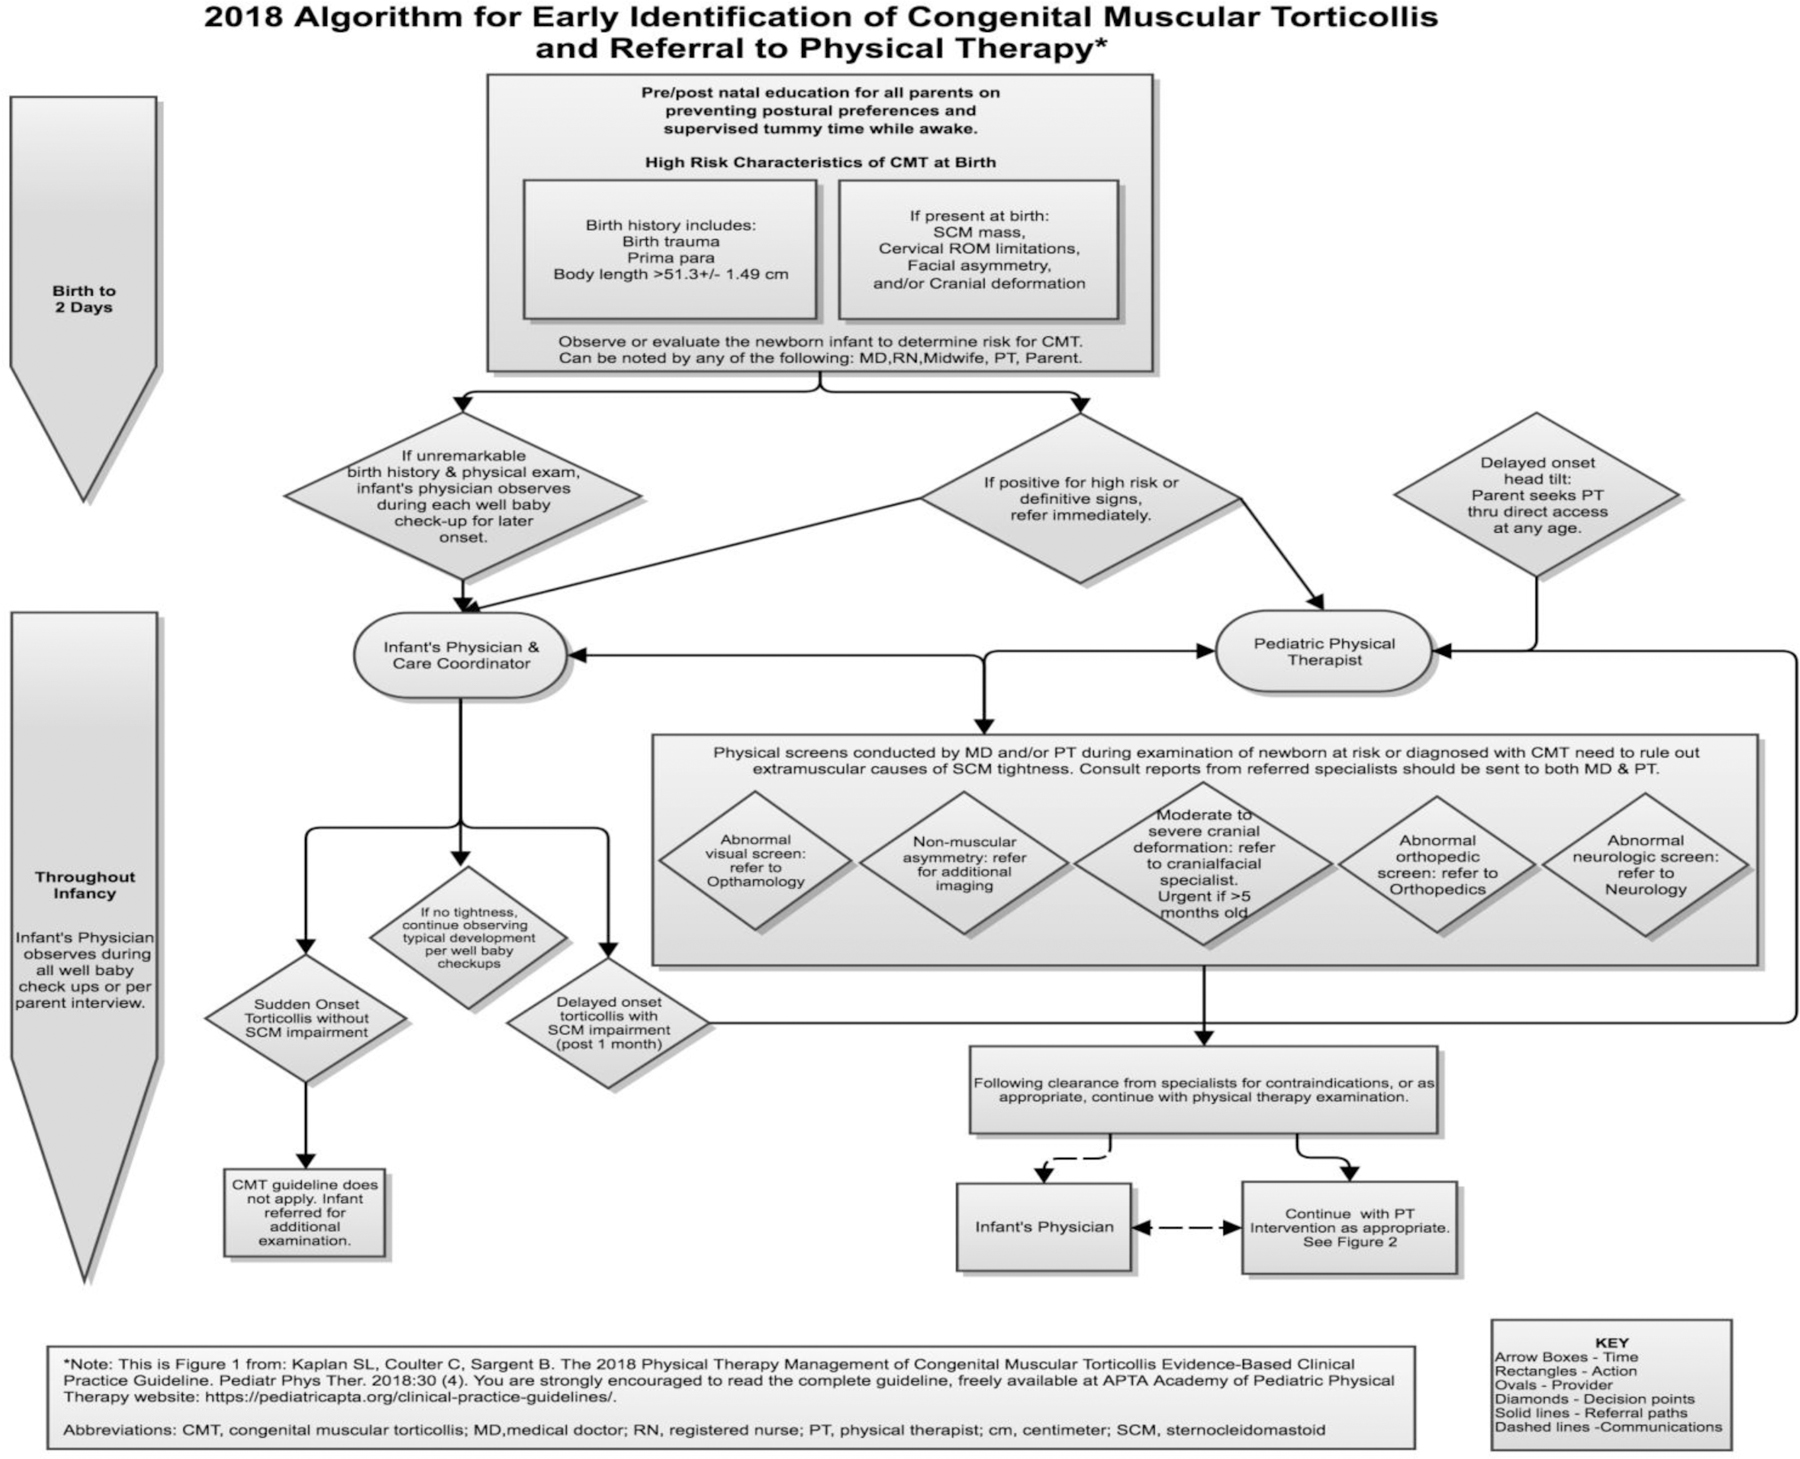 2018 Algorithm for Early Identification of Congenital Muscular Torticollis
and Referral to Physical Therapy*
Pre/post natal education for all parents on
preventing postural preferences and
supervised tummy time while awake.
High Risk Characteristics of CMT at Birth
Birth history includes:
Birth trauma
Prima para
Body length >51.3+/- 1.49 cm
If present at birth:
SCM mass,
Cervical ROM limitations,
Facial asymmetry,
and/or Cranial deformation
Observe or evaluate the newborn infant to determine risk for CMT.
Can be noted by any of the following: MD,RN,Midwife, PT, Parent.
Birth to
2 Days
If unremarkable
birth history & physical exam,
infant's physician observes
during each well baby
check-up for later
onset.
If positive for high risk or
definitive signs,
refer immediately.
Delayed onset
head tilt:
Parent seeks PT
thru direct access
at any age.
Infant's Physician &
Care Coordinator
Pediatric Physical
Therapist
Throughout
Infancy
Infant's Physician
observes during
all well baby
check ups or per
parent interview.
Physical screens conducted by MD and/or PT during examination of newborn at risk or diagnosed with CMT need to rule out
extramuscular causes of SCM tightness. Consult reports from referred specialists should be sent to both MD & PT.
Abnormal
visual screen:
refer to
Opthamology
Non-muscular
asymmetry: refer
for additional
imaging
Moderate to
severe cranial
deformation: refer
to cranialfacial
specialist.
Urgent if >5
months old
Abnormal
orthopedic
screen: refer to
Orthopedics
Abnormal
neurologic screen:
refer to
Neurology
If no tightness,
continue observing
typical development
per well baby
checkups
Sudden Onset
Torticollis without
SCM impairment
Delayed onset
torticollis with
SCM impairment
(post 1 month)
Following clearance from specialists for contraindications, or as
appropriate, continue with physical therapy examination.
CMT guideline does
not apply. Infant
referred for
additional
examination.
Infant's Physician
Continue with PT
Intervention as appropriate.
See Figure 2
*Note: This is Figure 1 from: Kaplan SL, Coulter C, Sargent B. The 2018 Physical Therapy Management of Congenital Muscular Torticollis Evidence-Based Clinical
Practice Guideline. Pediatr Phys Ther. 2018:30 (4). You are strongly encouraged to read the complete guideline, freely available at APTA Academy of Pediatric Physical
Therapy website: https://pediatricapta.org/clinical-practice-guidelines/.
Abbreviations: CMT, congenital muscular torticollis; MD,medical doctor; RN, registered nurse; PT, physical therapist; cm, centimeter; SCM, sternocleidomastoid
KEY
Arrow Boxes - Time
Rectangles - Action
Ovals - Provider
Diamonds - Decision points
Solid lines - Referral paths
Dashed lines -Communications